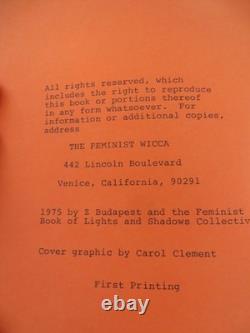 All rights reserved, which
includes the right to reproduce
this book or portions thereof
in any form whatsoever. For
information or additional copies,
address
THE FEMINIST WICCA
442 Lincoln Boulevard
Venice, California, 90291
1975 by Z Budapest and the Feminist
Book of Lights and Shadows Collectiv
Cover graphic by Carol Clement
First Printing
ebay